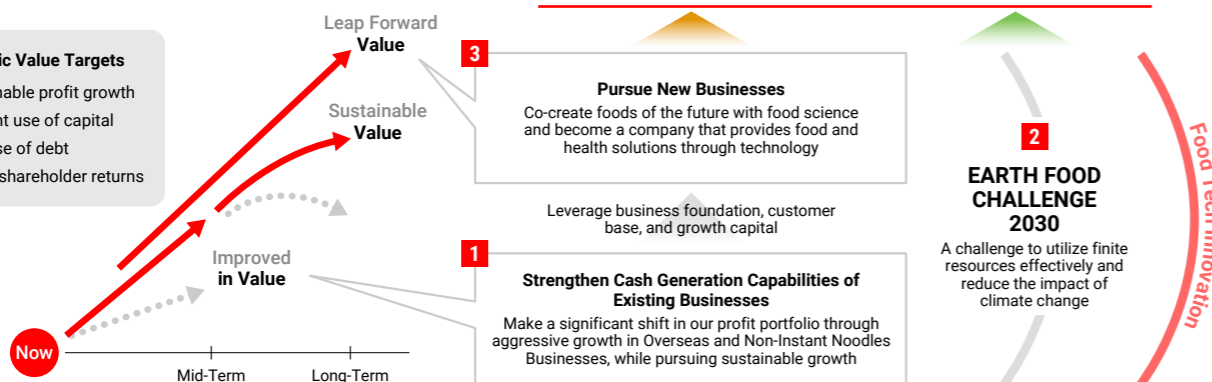 ic Value Targets
nable profit growth
nt use of capital
se of debt
shareholder returns
Leap Forward
Value
Sustainable
Value
Improved
in Value
Now
Mid-Term
Long-Term
3
Pursue New Businesses
Co-create foods of the future with food science
and become a company that provides food and
health solutions through technology
Leverage business foundation, customer
base, and growth capital
1
Strengthen Cash Generation Capabilities of
Existing Businesses
Make a significant shift in our profit portfolio through
aggressive growth in Overseas and Non-Instant Noodles
Businesses, while pursuing sustainable growth
2
EARTH FOOD
CHALLENGE
2030
A challenge to utilize finite
resources effectively and
reduce the impact of
climate change
Food Tech Innovation